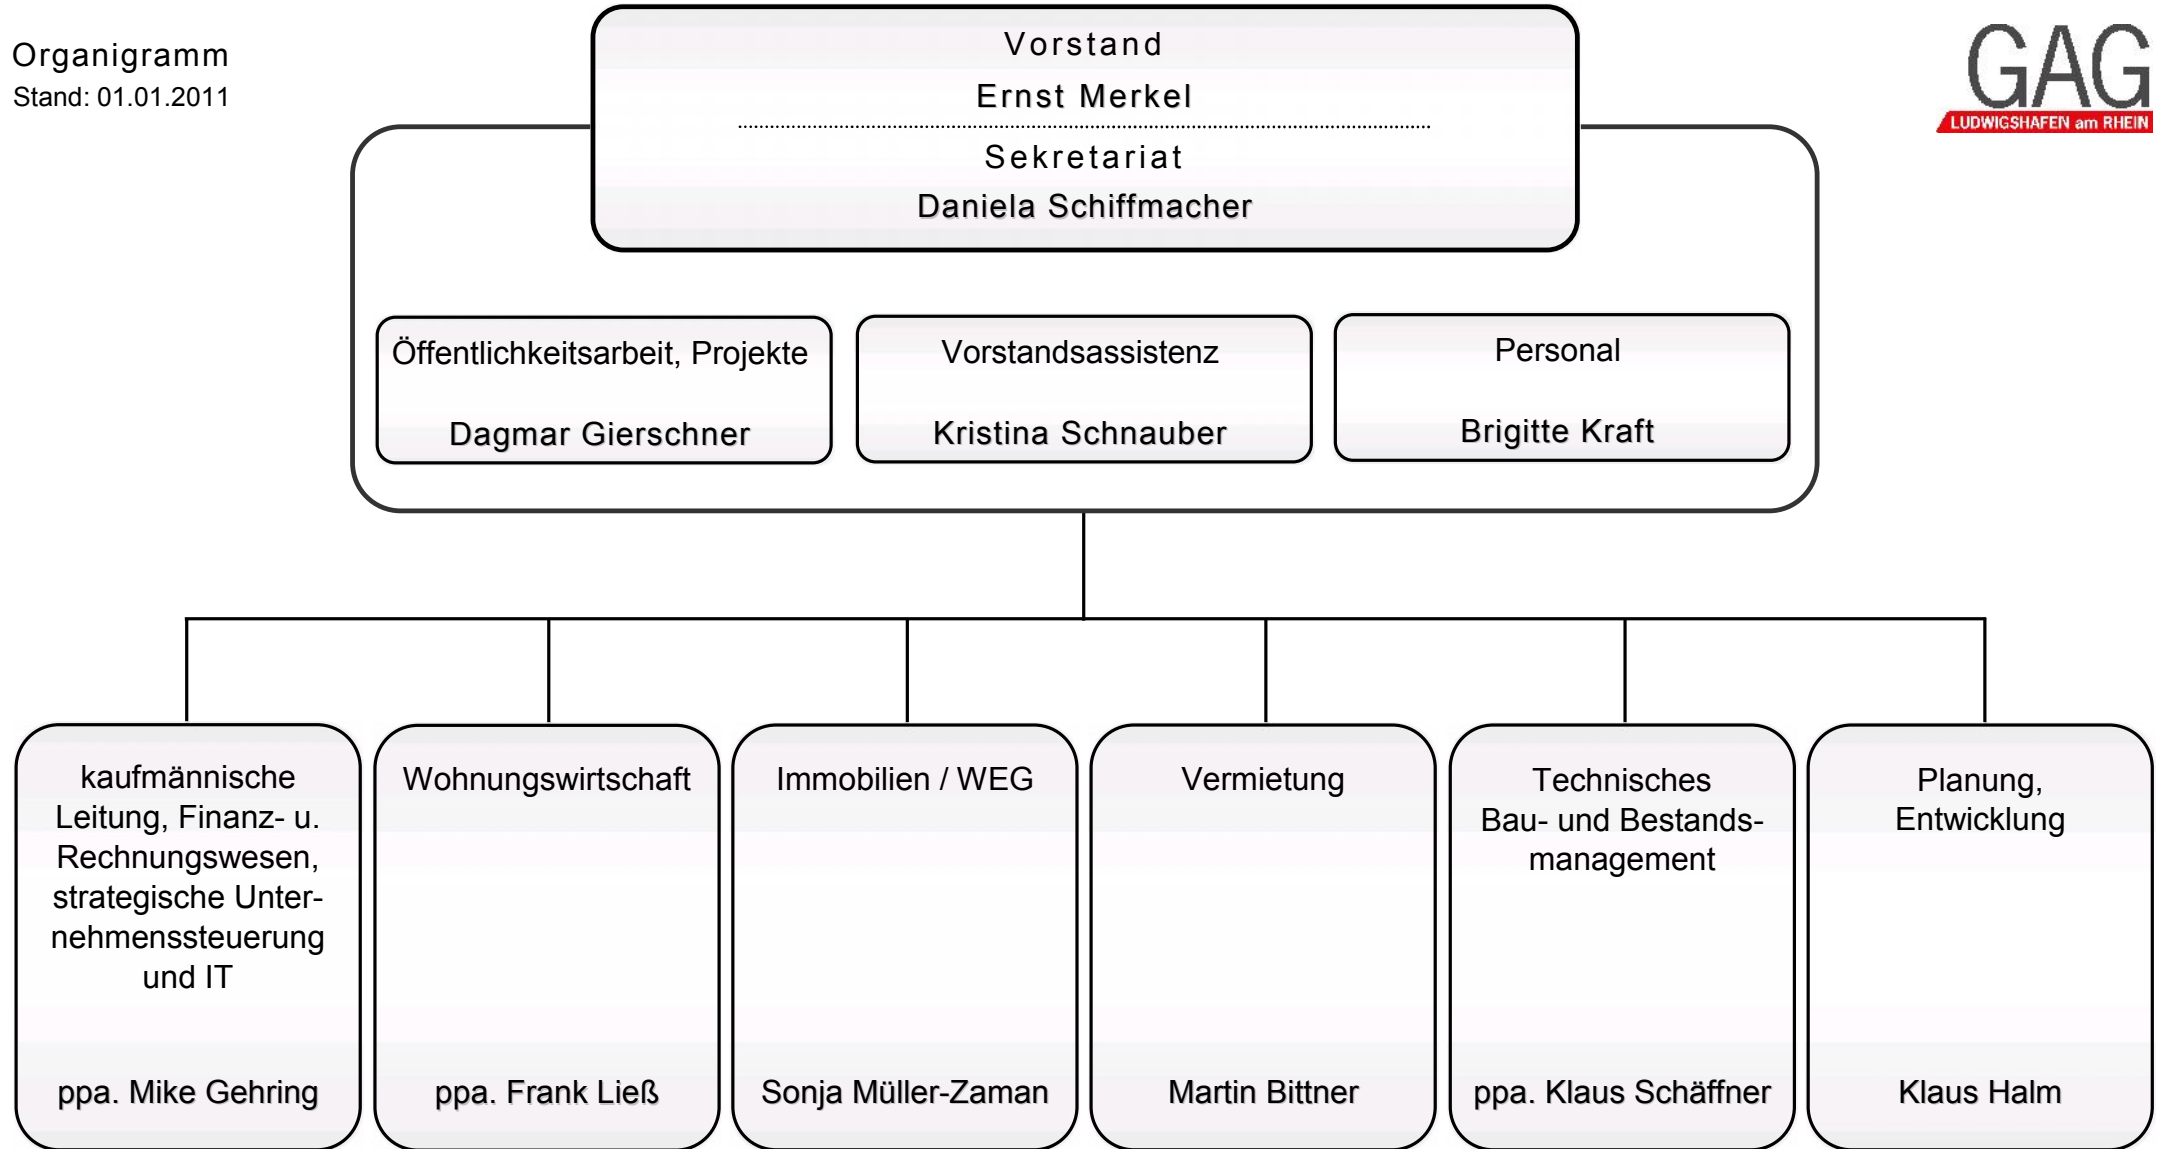 Organigramm
Stand: 01.01.2011
Vorstand
Ernst Merkel
Sekretariat
Daniela Schiffmacher
GAG
LUDWIGSHAFEN am RHEIN
Öffentlichkeitsarbeit, Projekte
Dagmar Gierschner
Vorstandsassistenz
Kristina Schnauber
Personal
Brigitte Kraft
kaufmännische
Leitung, Finanz- u.
Rechnungswesen,
strategische Unter-
nehmenssteuerung
und IT
ppa. Mike Gehring
Wohnungswirtschaft
ppa. Frank Ließ
Immobilien / WEG
Sonja Müller-Zaman
Vermietung
Martin Bittner
Technisches
Bau- und Bestands-
management
ppa. Klaus Schäffner
Planung,
Entwicklung
Klaus Halm